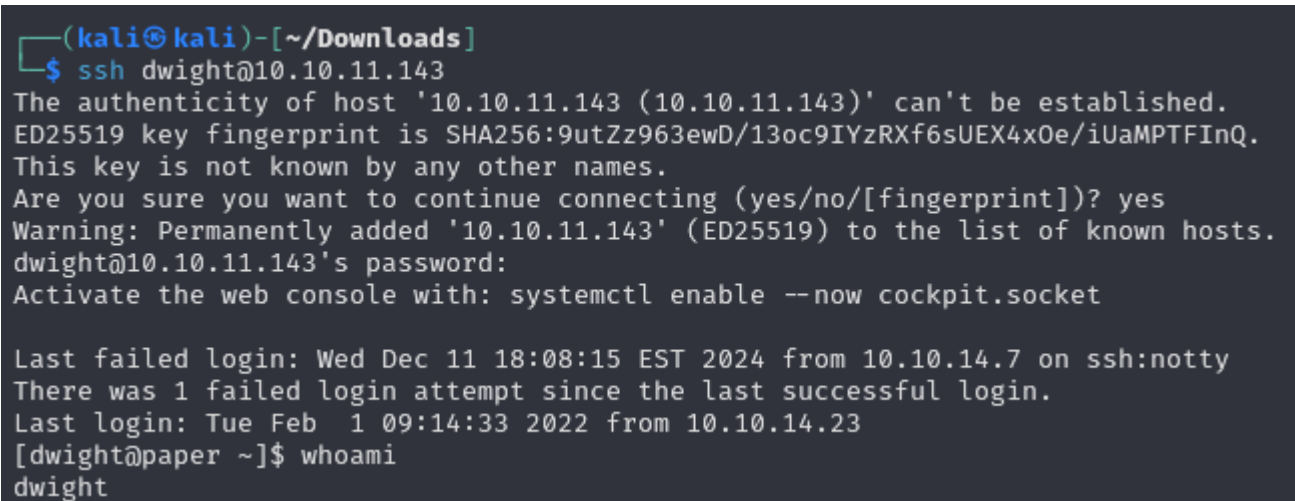 (kali㉿kali)-[~/Downloads]
$ ssh dwight@10.10.11.143
The authenticity of host '10.10.11.143 (10.10.11.143)' can't be established.
ED25519 key fingerprint is SHA256:9utZz963ewD/13oc9IYzRXf6sUEX4xOe/iUaMPTFInQ.
This key is not known by any other names.
Are you sure you want to continue connecting (yes/no/[fingerprint])? yes
Warning: Permanently added '10.10.11.143' (ED25519) to the list of known hosts.
dwight@10.10.11.143's password:
Activate the web console with: systemctl enable --now cockpit.socket
Last failed login: Wed Dec 11 18:08:15 EST 2024 from 10.10.14.7 on ssh:notty
There was 1 failed login attempt since the last successful login.
Last login: Tue Feb  1 09:14:33 2022 from 10.10.14.23
[dwight@paper ~]$ whoami
dwight